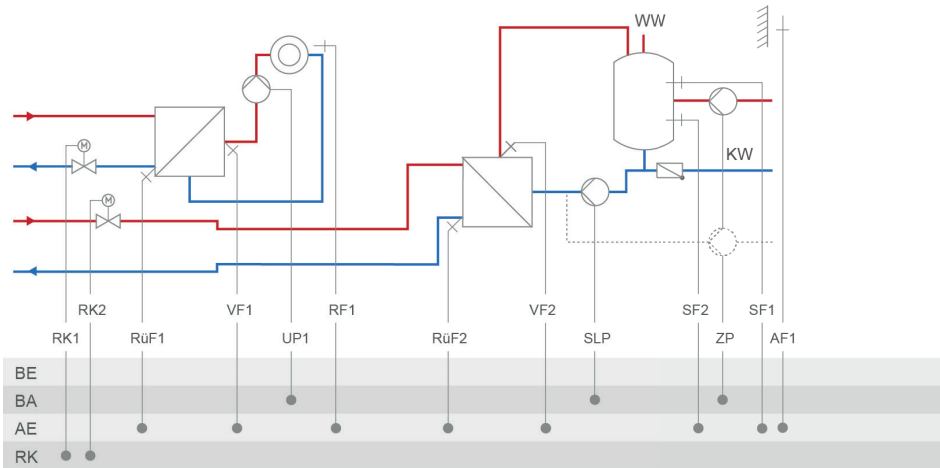 WW
M
KW
M
RK2 VF1 RF1 VF2 SF2 SF1
RK1 RüF1 UP1 RüF2 SLP ZP AF1
BE
BA
AE
RK